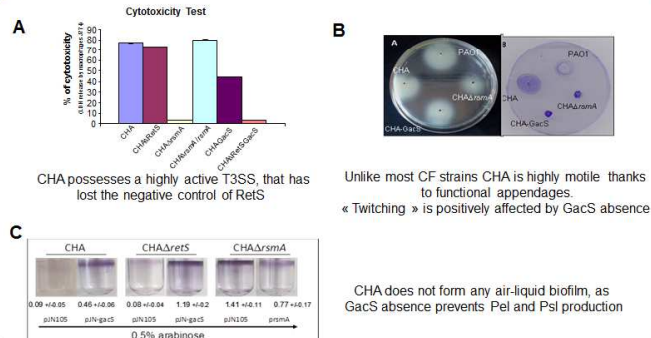 A
Cytotoxicity Test
% of cytotoxicity
90
80
70
60
50
40
30
20
10
0
CHA
CHAΔRetS
CHAΔrsmA
CHAΔrsmA/rsmA
CHAGacS
CHAΔRetS-GacS
CHA possesses a highly active T3SS, that has
lost the negative control of RetS
B
A
PAO1
CHA
CHAΔrsmA
CHA-GacS
B
PAO1
CHA
CHAΔrsmA
CHA-GacS
Unlike most CF strains CHA is highly motile thanks
to functional appendages.
« Twitching » is positively affected by GacS absence
C
CHA CHAΔretS CHAΔrsmA
0.09 +/-0.05 0.46 +/-0.06 0.08 +/-0.04 1.19 +/-0.2 1.41 +/-0.11 0.77 +/-0.17
pJN105 pJN-gacS pJN105 pJN-gacS pJN105 prsmA
0.5% arabinose
CHA does not form any air-liquid biofilm, as
GacS absence prevents Pel and Psl production